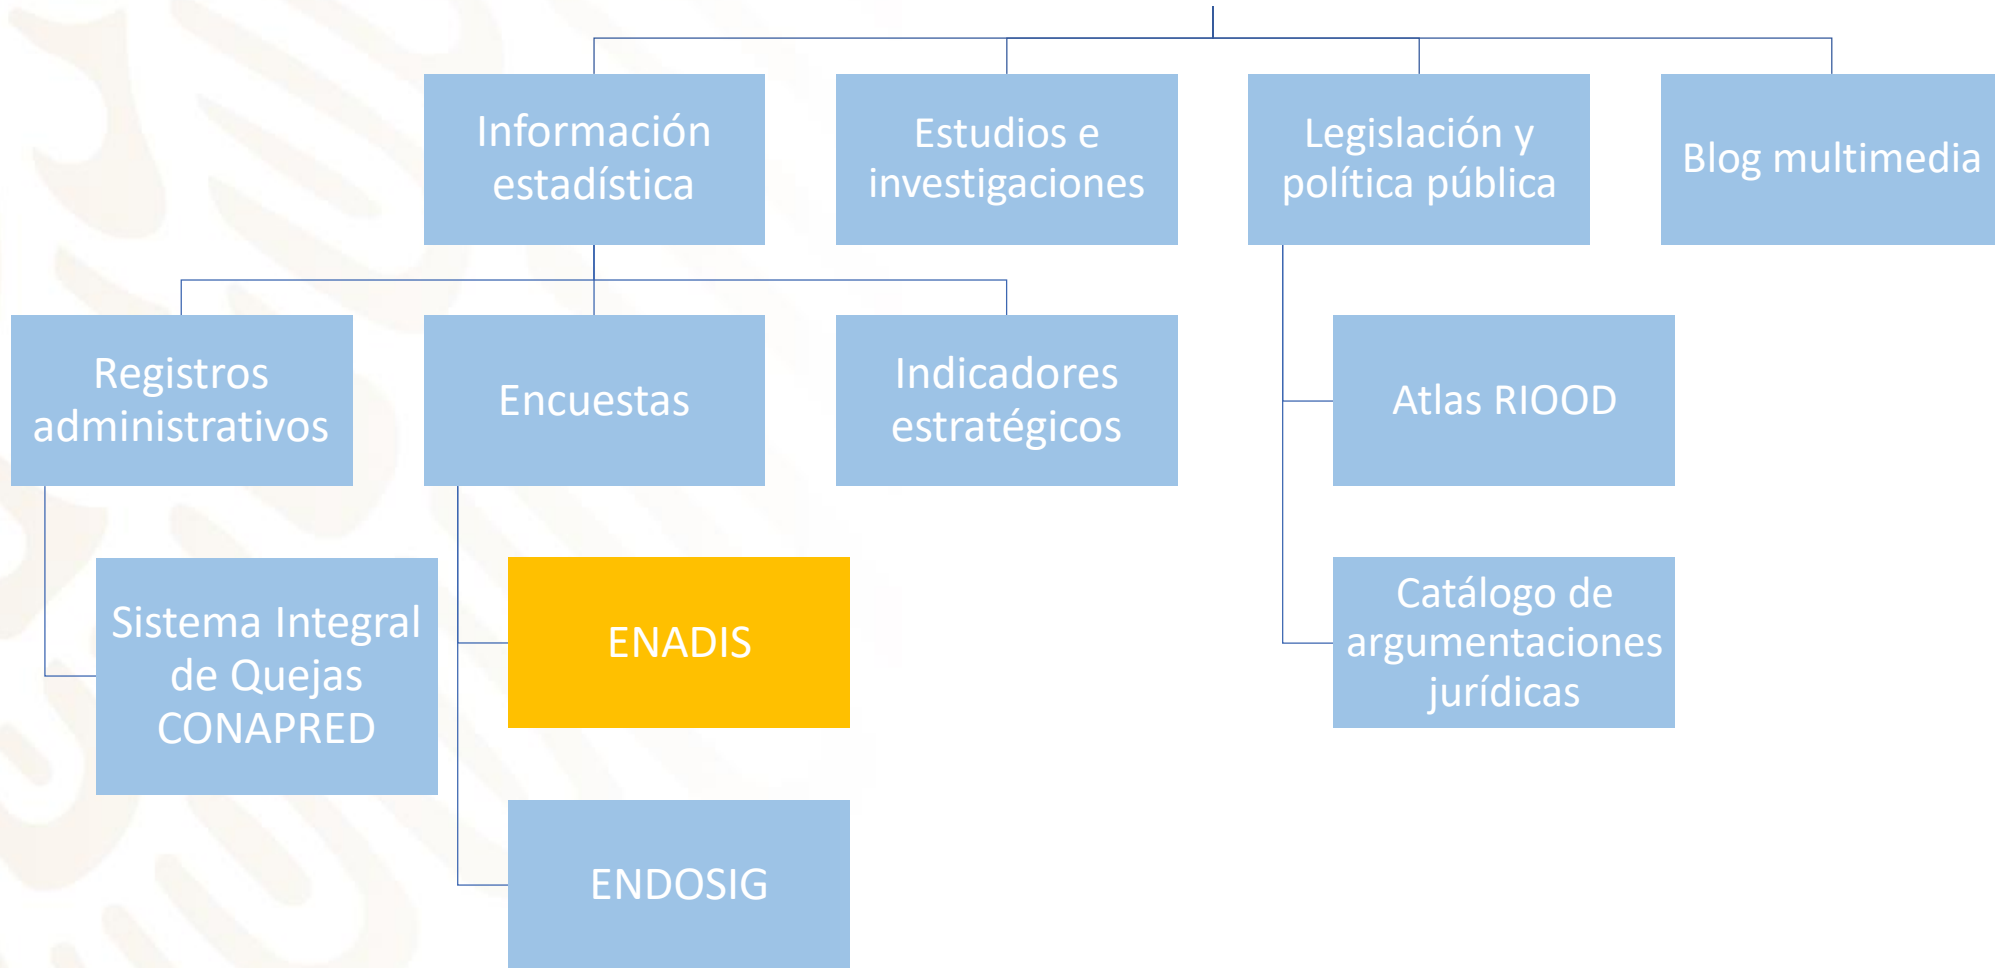 Información
estadística
Estudios e
investigaciones
Legislación y
política pública
Blog multimedia
Registros
administrativos
Encuestas
Indicadores
estratégicos
Atlas RIOOD
Sistema Integral
de Quejas
CONAPRED
ENADIS
Catálogo de
argumentaciones
jurídicas
ENDOSIG